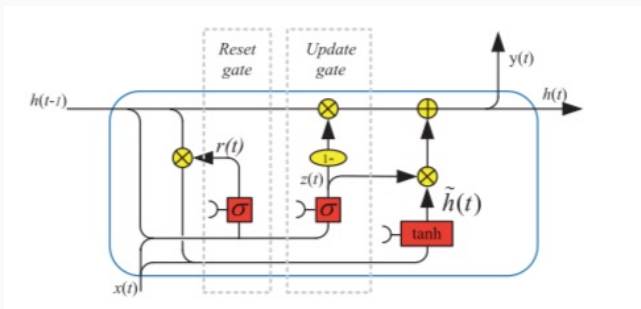 Reset
gate
Update
gate
y(t)
h(t-1)
h(t)
r(t)
1-
z(t)
σ
σ
h̃(t)
tanh
x(t)